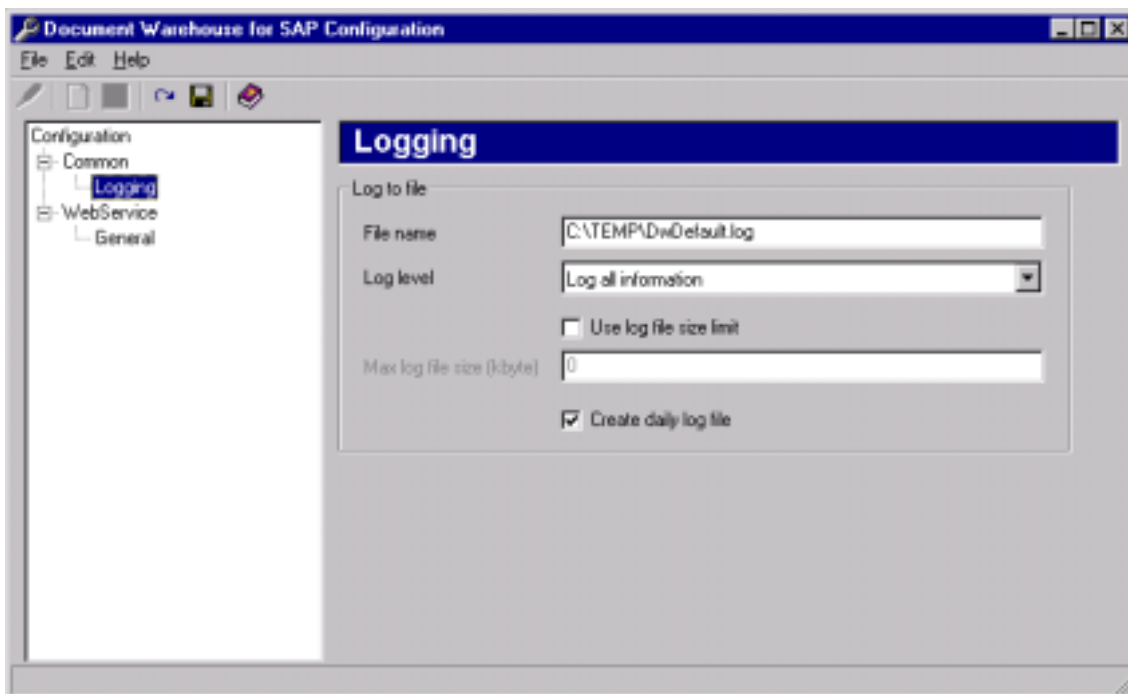 Document Warehouse for SAP Configuration
File Edit Help
Configuration
Common
Logging
WebService
General
Logging
Log to file
File name
C:\TEMP\DwDefault.log
Log level
Log all information
Use log file size limit
Max log file size (kbyte)
0
Create daily log file